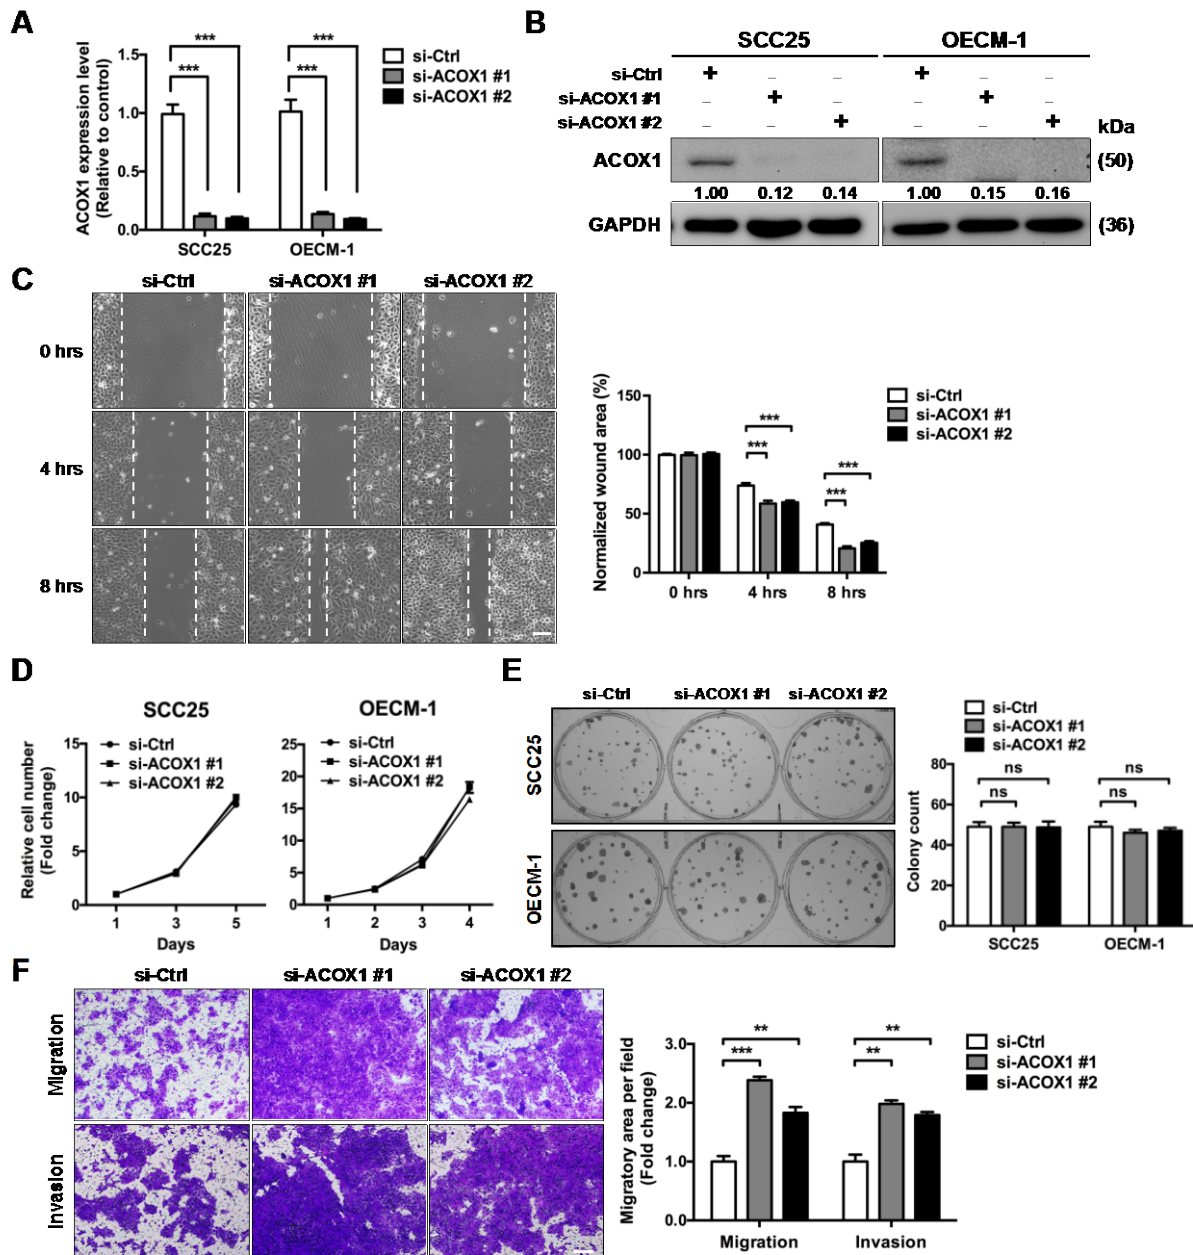 A
ACOX1 expression level
(Relative to control)
1.5
1.0
0.5
0.0
***
***
***
***
SCC25
OECM-1
si-Ctrl
si-ACOX1 #1
si-ACOX1 #2
B
SCC25
OECM-1
si-Ctrl
+
–
–
+
–
–
si-ACOX1 #1
–
+
–
–
+
–
si-ACOX1 #2
–
–
+
–
–
+
kDa
ACOX1
(50)
1.00
0.12
0.14
1.00
0.15
0.16
GAPDH
(36)
C
si-Ctrl
si-ACOX1 #1
si-ACOX1 #2
0 hrs
4 hrs
8 hrs
Normalized wound area (%)
150
100
50
0
***
***
***
***
0 hrs
4 hrs
8 hrs
si-Ctrl
si-ACOX1 #1
si-ACOX1 #2
D
SCC25
Relative cell number
(Fold change)
15
10
5
0
si-Ctrl
si-ACOX1 #1
si-ACOX1 #2
1
3
5
Days
OECM-1
25
20
15
10
5
0
si-Ctrl
si-ACOX1 #1
si-ACOX1 #2
1
2
3
4
Days
E
si-Ctrl
si-ACOX1 #1
si-ACOX1 #2
SCC25
OECM-1
si-Ctrl
si-ACOX1 #1
si-ACOX1 #2
Colony count
80
60
40
20
0
ns
ns
ns
ns
SCC25
OECM-1
F
si-Ctrl
si-ACOX1 #1
si-ACOX1 #2
Migration
Invasion
Migratory area per field
(Fold change)
3.0
2.0
1.0
0.0
**
***
**
**
Migration
Invasion
si-Ctrl
si-ACOX1 #1
si-ACOX1 #2